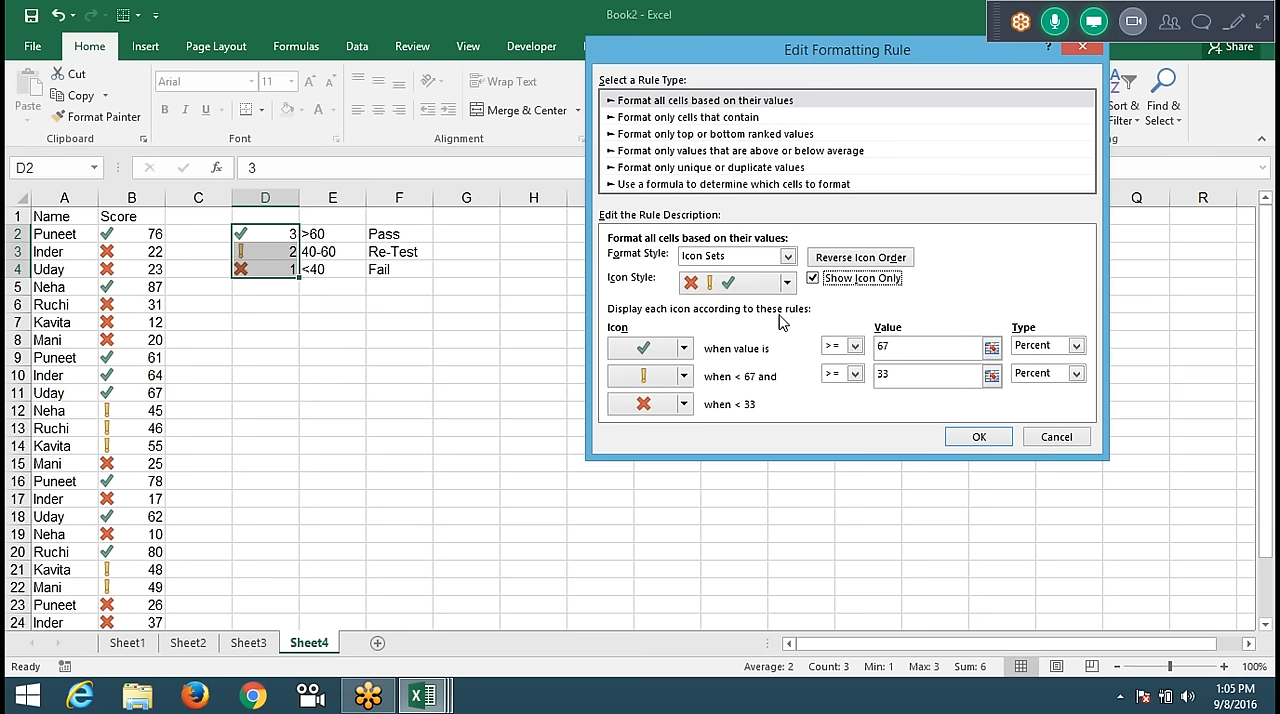 Book2 - Excel
File Home Insert Page Layout Formulas Data Review View Developer
Share
Paste
Cut
Copy
Format Painter
Clipboard
Arial 11
B I U
Font
Wrap Text
Merge & Center
Alignment
Sort & Filter
Find & Select
D2 fx 3
A B C D E F G H Q R
1 Name Score
2 Puneet 76 3 >60 Pass
3 Inder 22 2 40-60 Re-Test
4 Uday 23 1 <40 Fail
5 Neha 87
6 Ruchi 31
7 Kavita 12
8 Mani 20
9 Puneet 61
10 Inder 64
11 Uday 67
12 Neha 45
13 Ruchi 46
14 Kavita 55
15 Mani 25
16 Puneet 78
17 Inder 17
18 Uday 62
19 Neha 10
20 Ruchi 80
21 Kavita 48
22 Mani 49
23 Puneet 26
24 Inder 37
Edit Formatting Rule
?
Select a Rule Type:
► Format all cells based on their values
► Format only cells that contain
► Format only top or bottom ranked values
► Format only values that are above or below average
► Format only unique or duplicate values
► Use a formula to determine which cells to format
Edit the Rule Description:
Format all cells based on their values:
Format Style: Icon Sets Reverse Icon Order
Icon Style: Show Icon Only
Display each icon according to these rules:
Icon Value Type
when value is >= 67 Percent
when < 67 and >= 33 Percent
when < 33
OK Cancel
Sheet1 Sheet2 Sheet3 Sheet4
Ready Average: 2 Count: 3 Min: 1 Max: 3 Sum: 6 100%
1:05 PM
9/8/2016